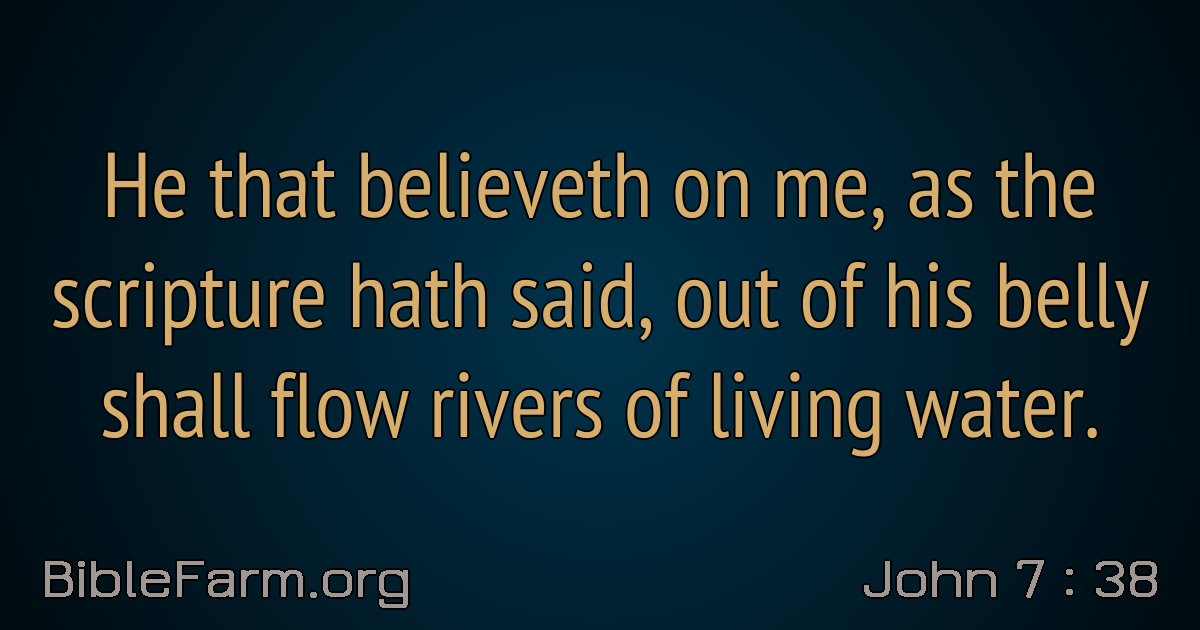 He that believeth on me, as the
scripture hath said, out of his belly
shall flow rivers of living water.
BibleFarm.org
John 7 : 38